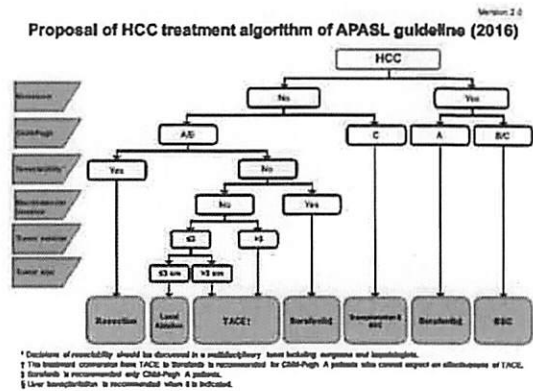 Version 2.0
Proposal of HCC treatment algorithm of APASL guideline (2016)
HCC
No Yes
Child-Pugh A/B C A B/C
Resectability* Yes No
Macrovascular invasion No Yes
Tumor number ≤3 >3
Tumor size ≤3 cm >3 cm
Resection Local Ablation TACE† Sorafenib‡ Transplantation § Sorafenib‡ BSC
* Decisions of resectability should be discussed in a multidisciplinary team including surgeons and hepatologists.
† The treatment conversion from TACE to Sorafenib is recommended for Child-Pugh A patients who cannot expect an effectiveness of TACE.
‡ Sorafenib is recommended only Child-Pugh A patients.
§ Liver transplantation is recommended when it is indicated.